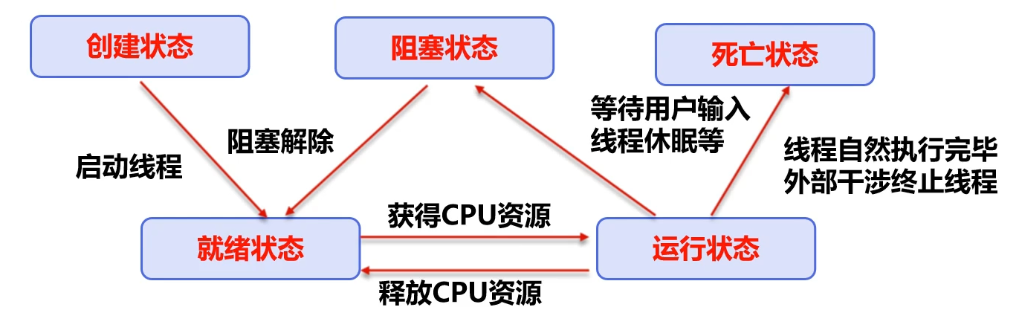 创建状态
阻塞状态
死亡状态
等待用户输入
线程休眠等
阻塞解除
启动线程
线程自然执行完毕
外部干涉终止线程
获得CPU资源
就绪状态
运行状态
释放CPU资源